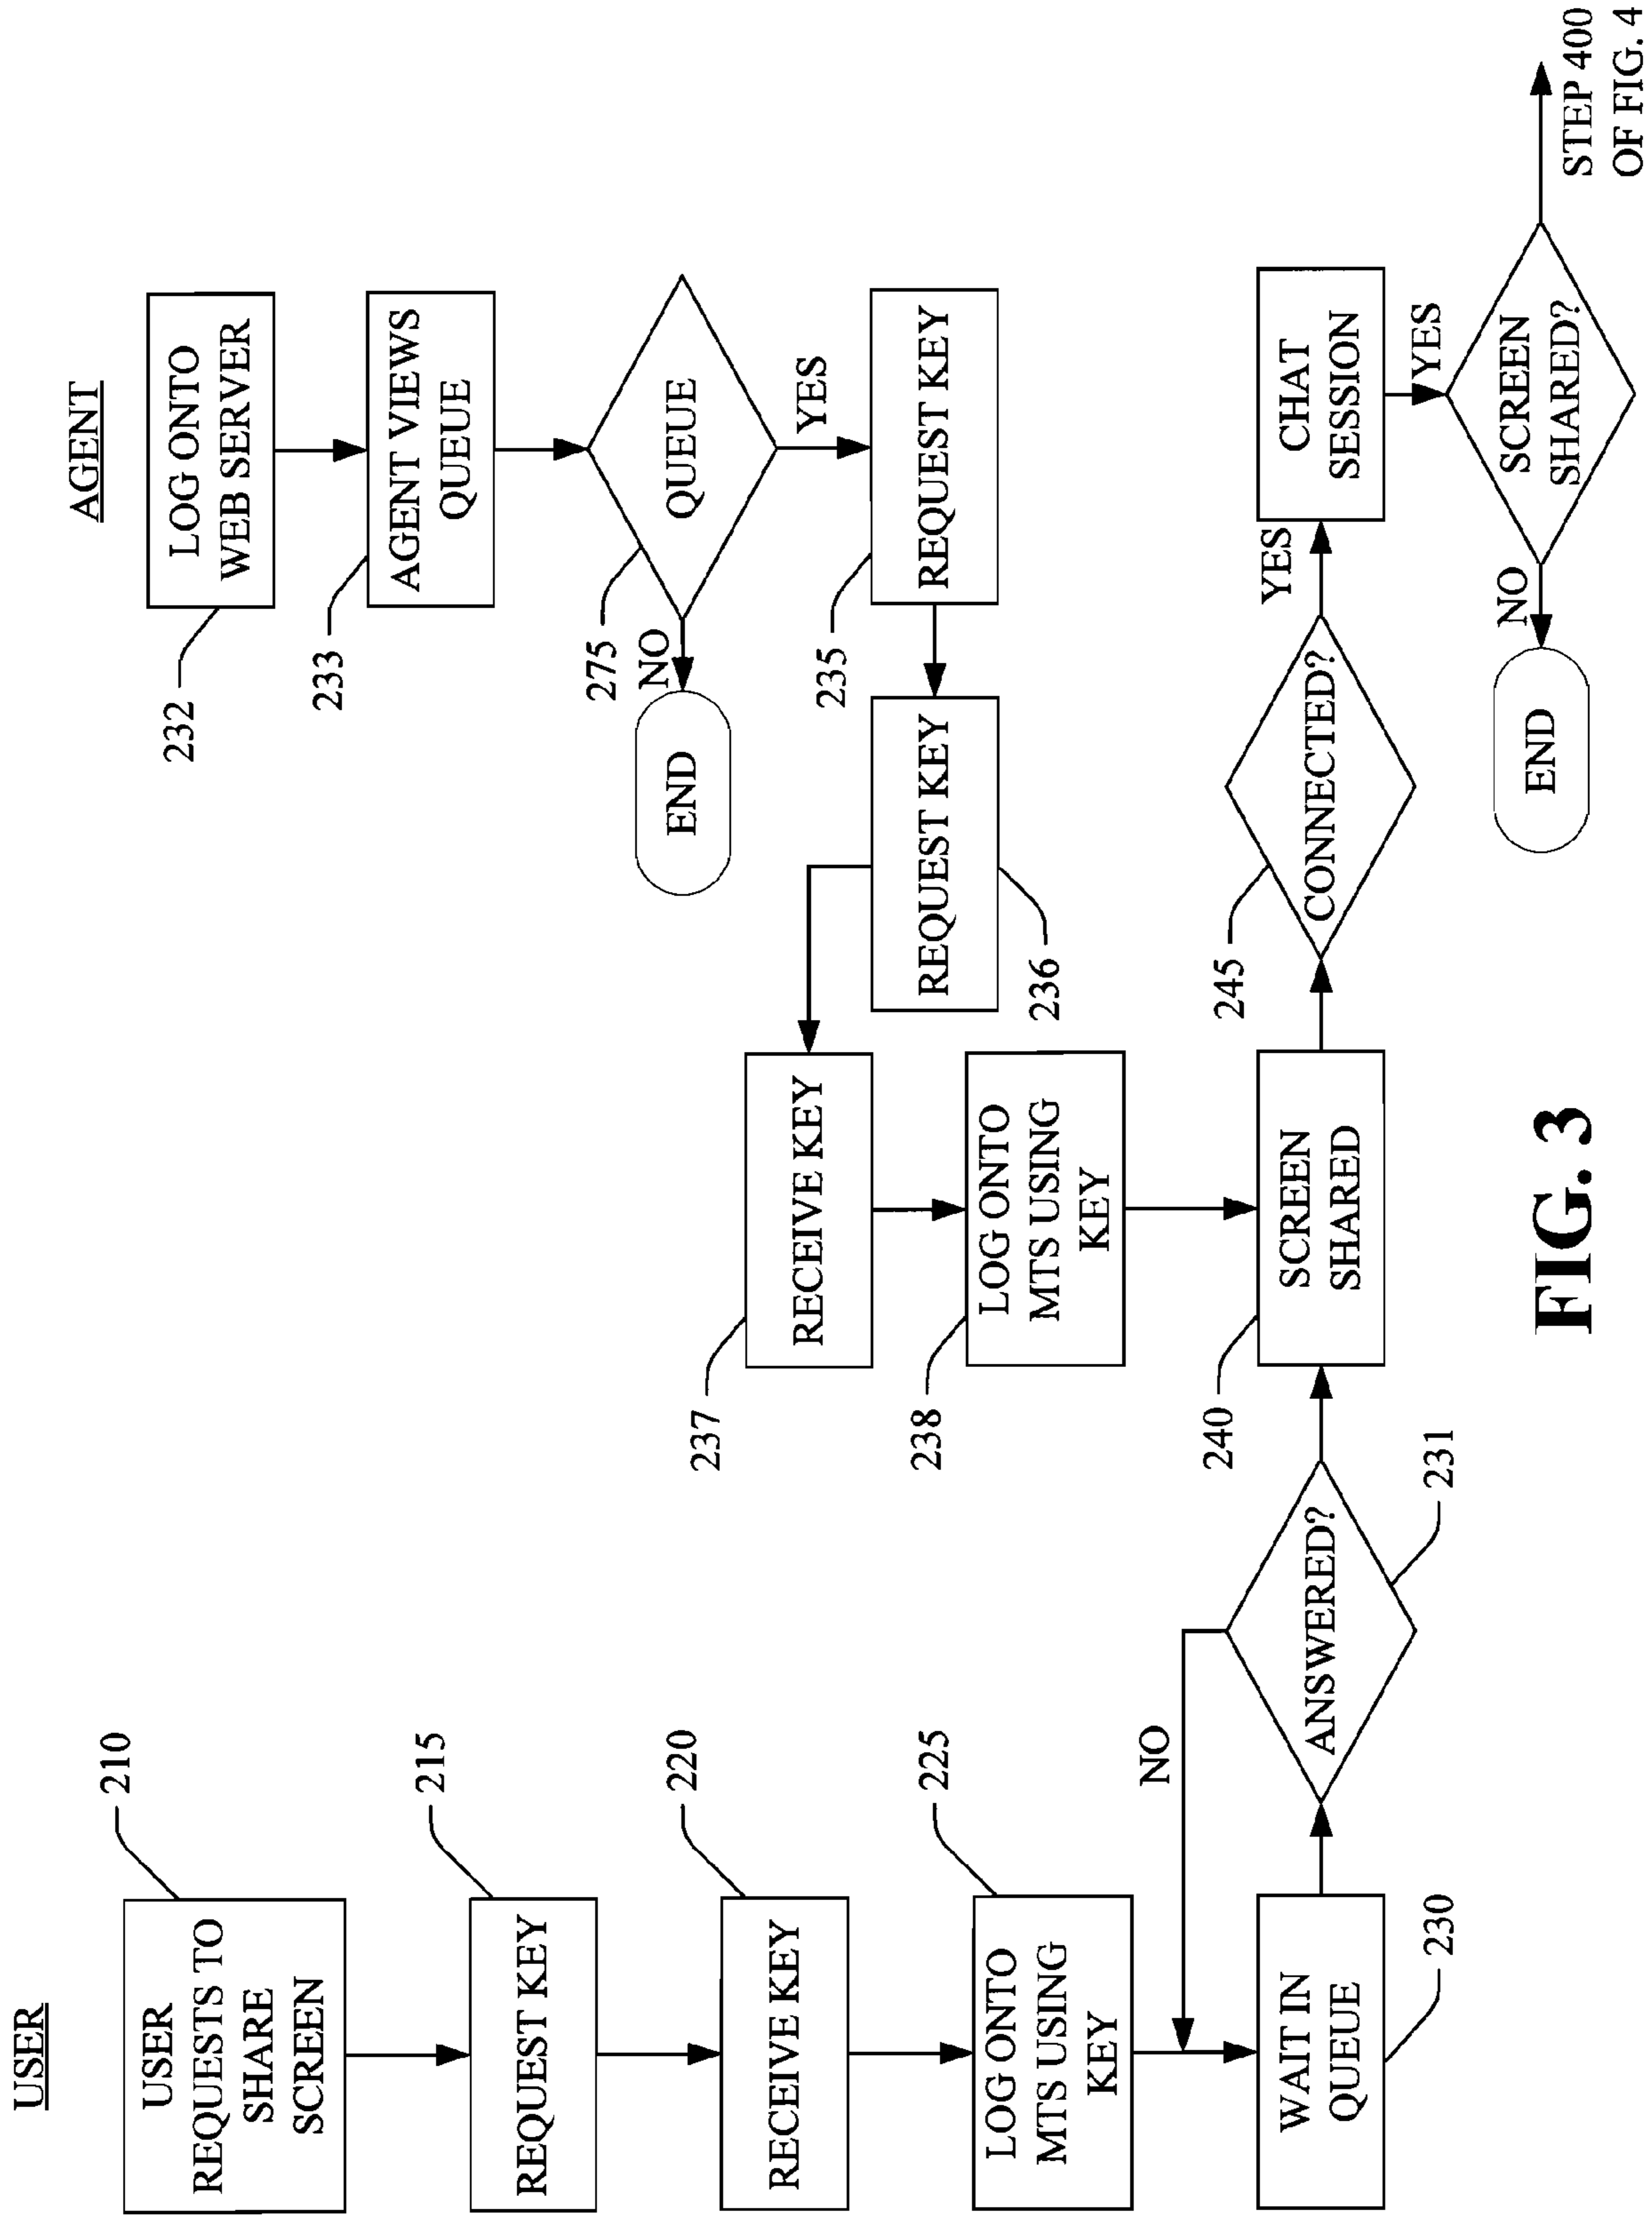 USER
USER
REQUESTS TO
SHARE
SCREEN
210
REQUEST KEY
215
RECEIVE KEY
220
LOG ONTO
MTS USING
KEY
225
NO
WAIT IN
QUEUE
230
ANSWERED?
231
AGENT
LOG ONTO
WEB SERVER
232
AGENT VIEWS
QUEUE
233
QUEUE
275
NO
END
YES
REQUEST KEY
235
REQUEST KEY
236
RECEIVE KEY
237
LOG ONTO
MTS USING
KEY
238
SCREEN
SHARED
240
CONNECTED?
245
YES
CHAT
SESSION
YES
SCREEN
SHARED?
NO
END
STEP 400
OF FIG. 4
FIG. 3